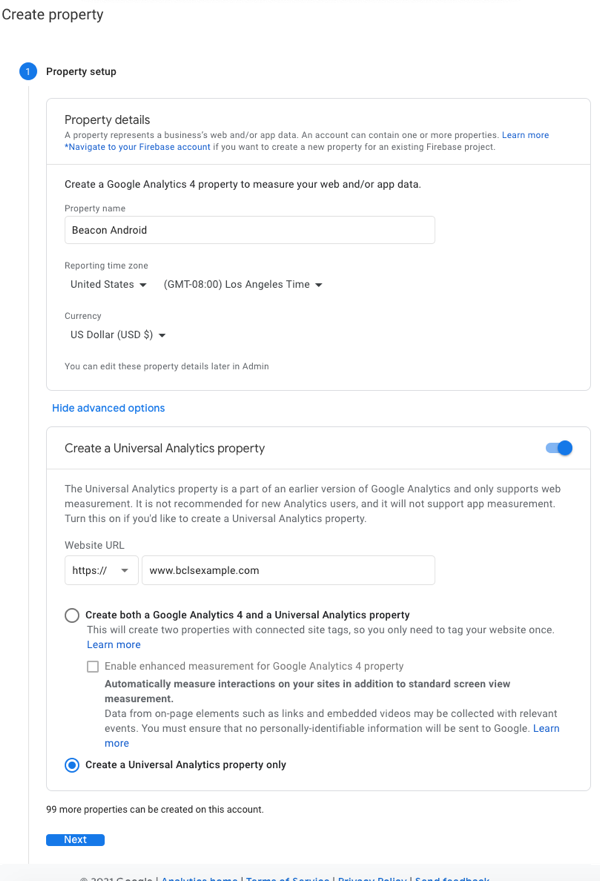 Create property
1 Property setup
Property details
A property represents a business's web and/or app data. An account can contain one or more properties. Learn more
*Navigate to your Firebase account if you want to create a new property for an existing Firebase project.
Create a Google Analytics 4 property to measure your web and/or app data.
Property name
Beacon Android
Reporting time zone
United States (GMT-08:00) Los Angeles Time
Currency
US Dollar (USD $)
You can edit these property details later in Admin
Hide advanced options
Create a Universal Analytics property
The Universal Analytics property is a part of an earlier version of Google Analytics and only supports web
measurement. It is not recommended for new Analytics users, and it will not support app measurement.
Turn this on if you'd like to create a Universal Analytics property.
Website URL
https:// www.bclsexample.com
Create both a Google Analytics 4 and a Universal Analytics property
This will create two properties with connected site tags, so you only need to tag your website once.
Learn more
Enable enhanced measurement for Google Analytics 4 property
Automatically measure interactions on your sites in addition to standard screen view
measurement.
Data from on-page elements such as links and embedded videos may be collected with relevant
events. You must ensure that no personally-identifiable information will be sent to Google. Learn
more
Create a Universal Analytics property only
99 more properties can be created on this account.
Next
© 2021 Google | Analytics home | Terms of Service | Privacy Policy | Send feedback